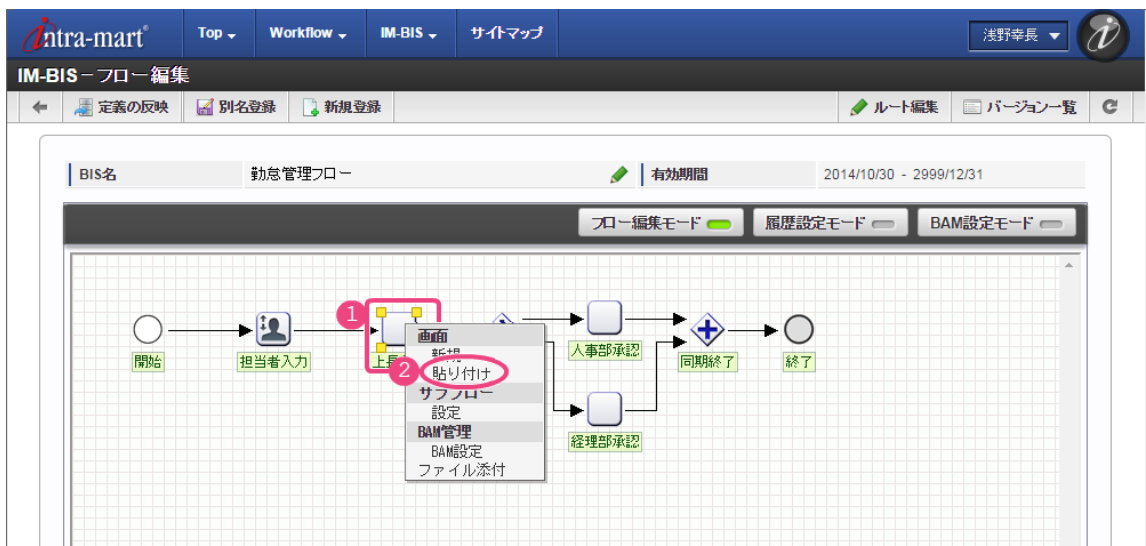 intra-mart® Top Workflow IM-BIS サイトマップ 浅野幸長
IM-BIS－フロー編集
定義の反映 別名登録 新規登録 ルート編集 バージョン一覧
BIS名 勤怠管理フロー 有効期間 2014/10/30 - 2999/12/31
フロー編集モード 履歴設定モード BAM設定モード
1
開始 担当者入力 人事部承認 同期終了 終了
画面
新規
2 貼り付け
サブフロー
設定
経理部承認
BAM管理
BAM設定
ファイル添付